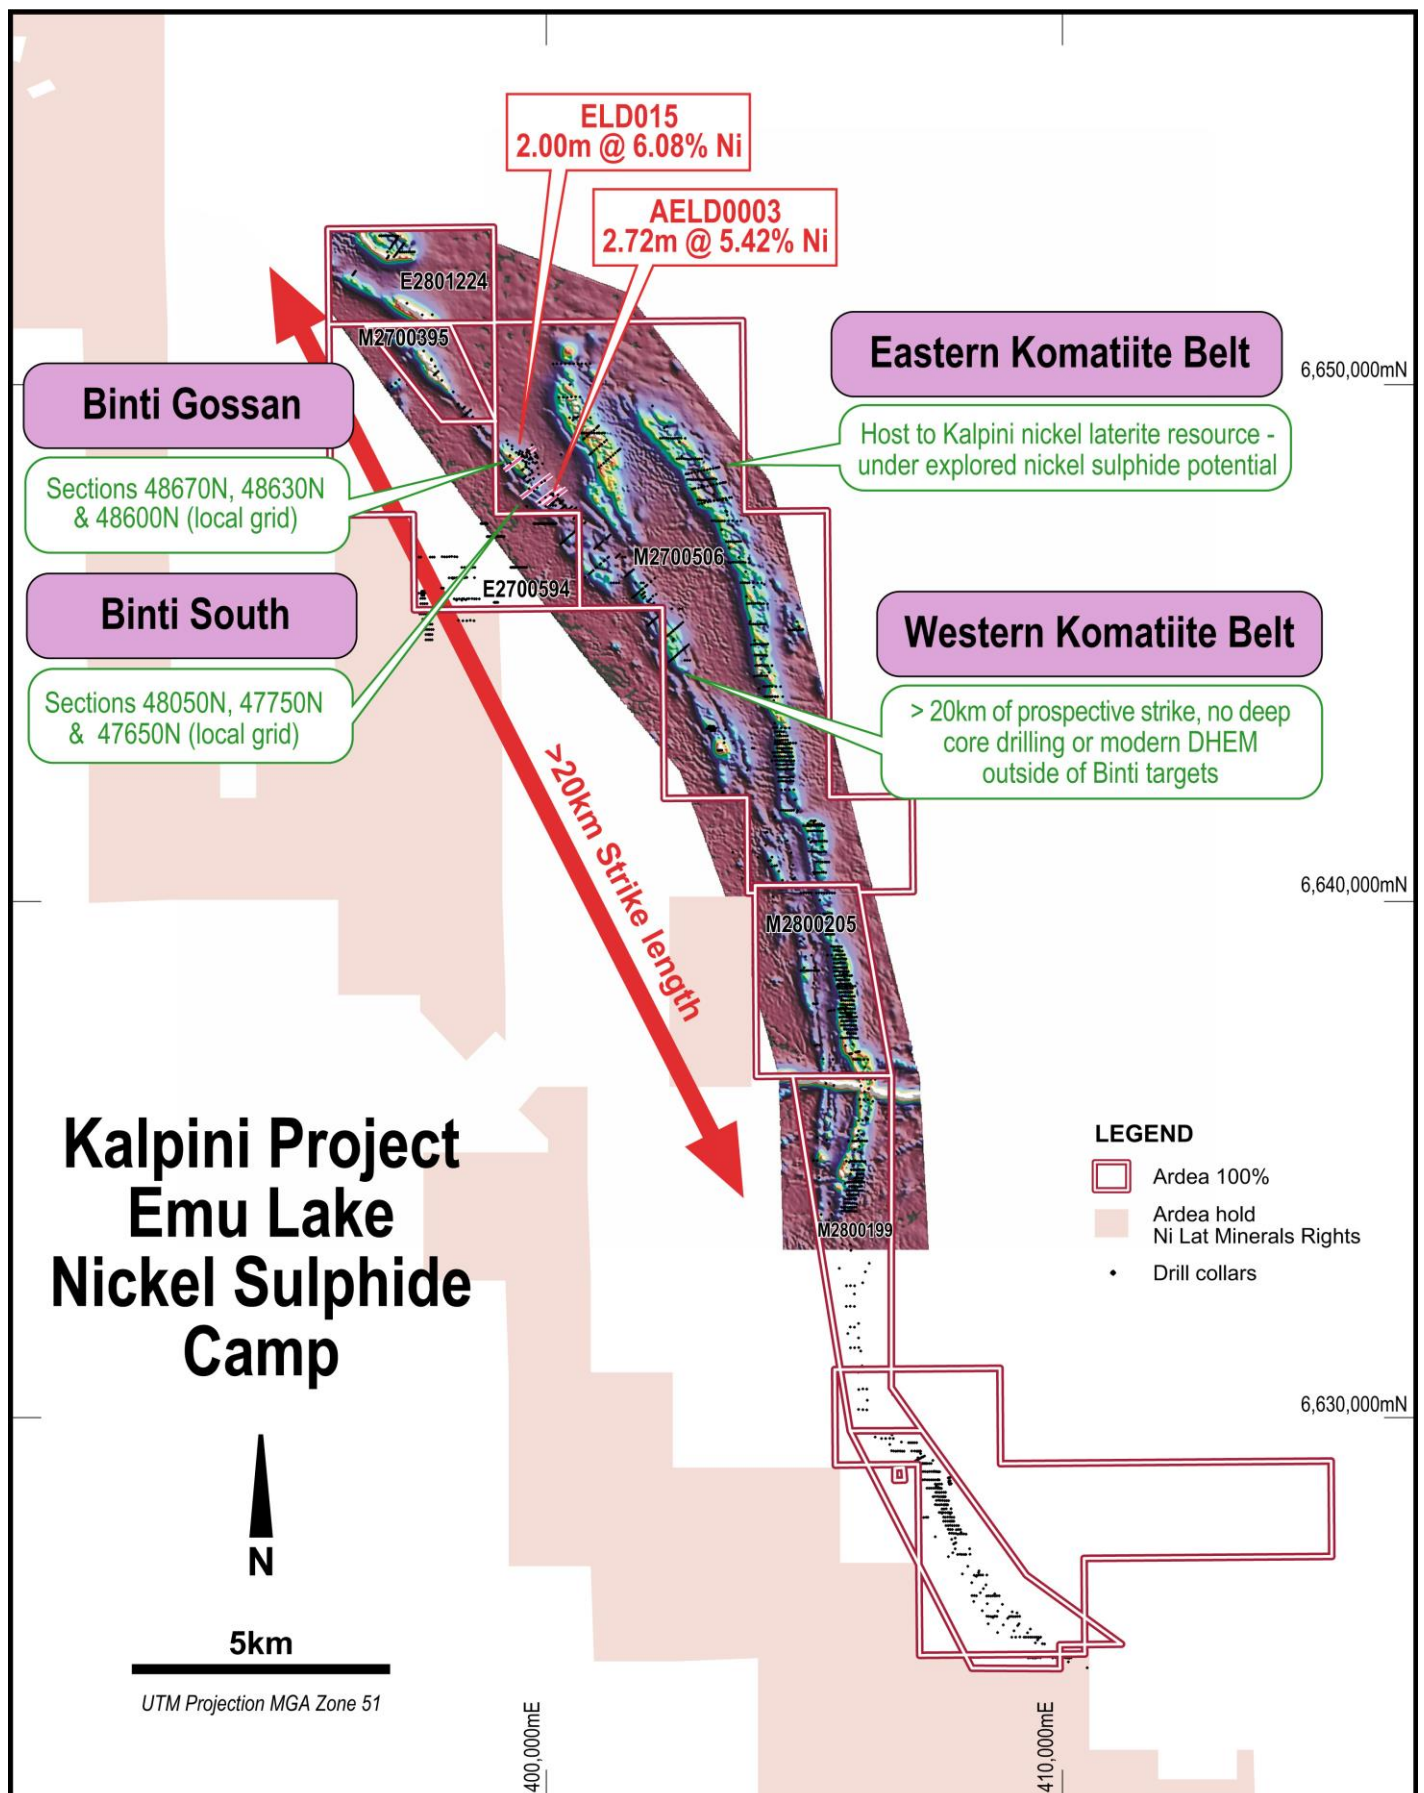 ELD015
2.00m @ 6.08% Ni
AELD0003
2.72m @ 5.42% Ni
E2801224
M2700395
Eastern Komatiite Belt
Host to Kalpini nickel laterite resource -
under explored nickel sulphide potential
6,650,000mN
Binti Gossan
Sections 48670N, 48630N
& 48600N (local grid)
M2700506
E2700594
Binti South
Sections 48050N, 47750N
& 47650N (local grid)
Western Komatiite Belt
> 20km of prospective strike, no deep
core drilling or modern DHEM
outside of Binti targets
>20km Strike length
6,640,000mN
M2800205
M2800199
Kalpini Project
Emu Lake
Nickel Sulphide
Camp
LEGEND
Ardea 100%
Ardea hold
Ni Lat Minerals Rights
Drill collars
6,630,000mN
N
5km
UTM Projection MGA Zone 51
400,000mE
410,000mE